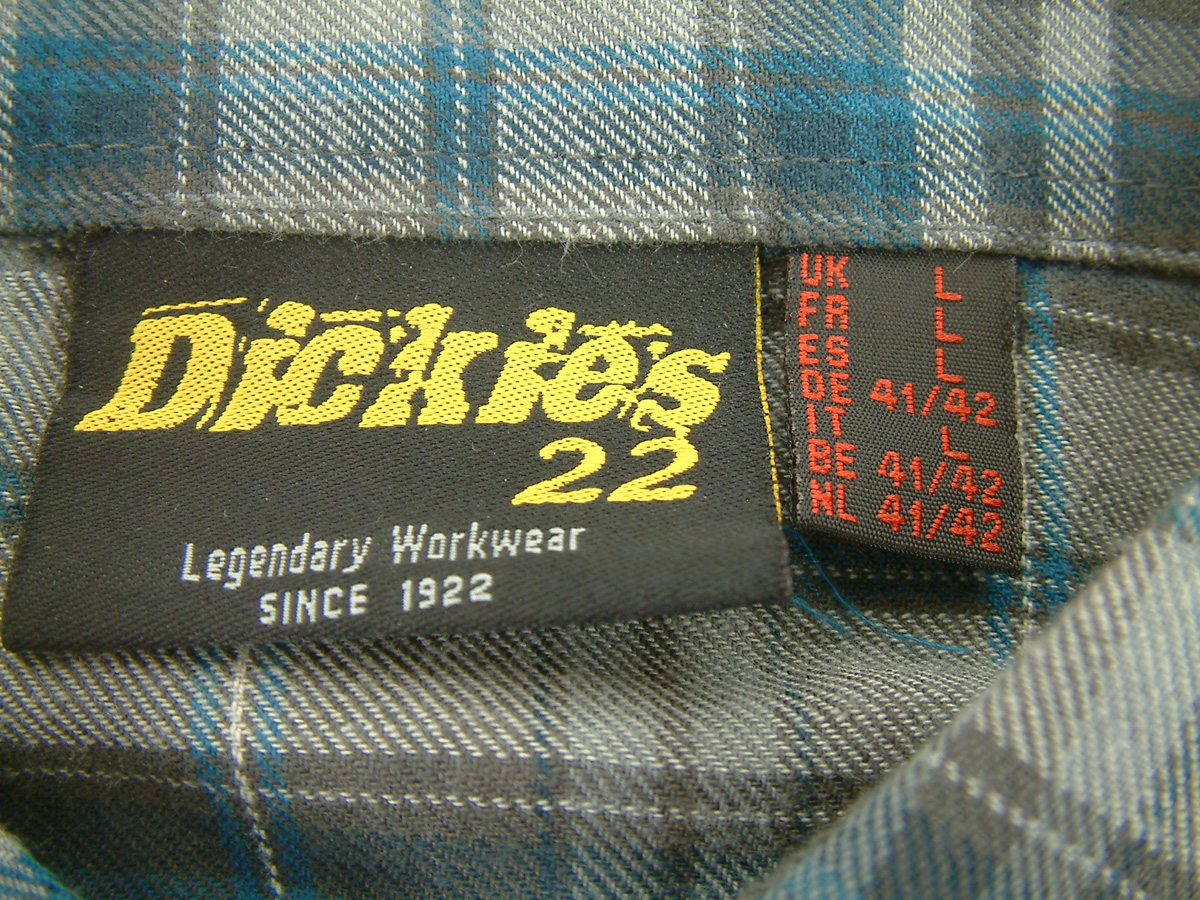 Dickies
22
Legendary Workwear
SINCE 1922
UK L
FR L
ES L
DE 41/42
IT L
BE 41/42
NL 41/42